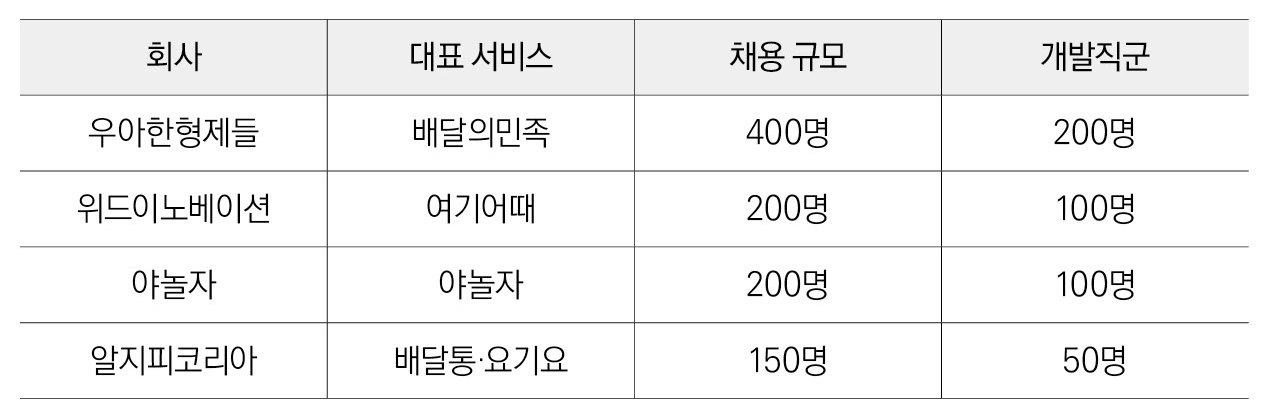 회사 대표 서비스 채용 규모 개발직군
우아한형제들 배달의민족 400명 200명
위드이노베이션 여기어때 200명 100명
야놀자 야놀자 200명 100명
알지피코리아 배달통·요기요 150명 50명